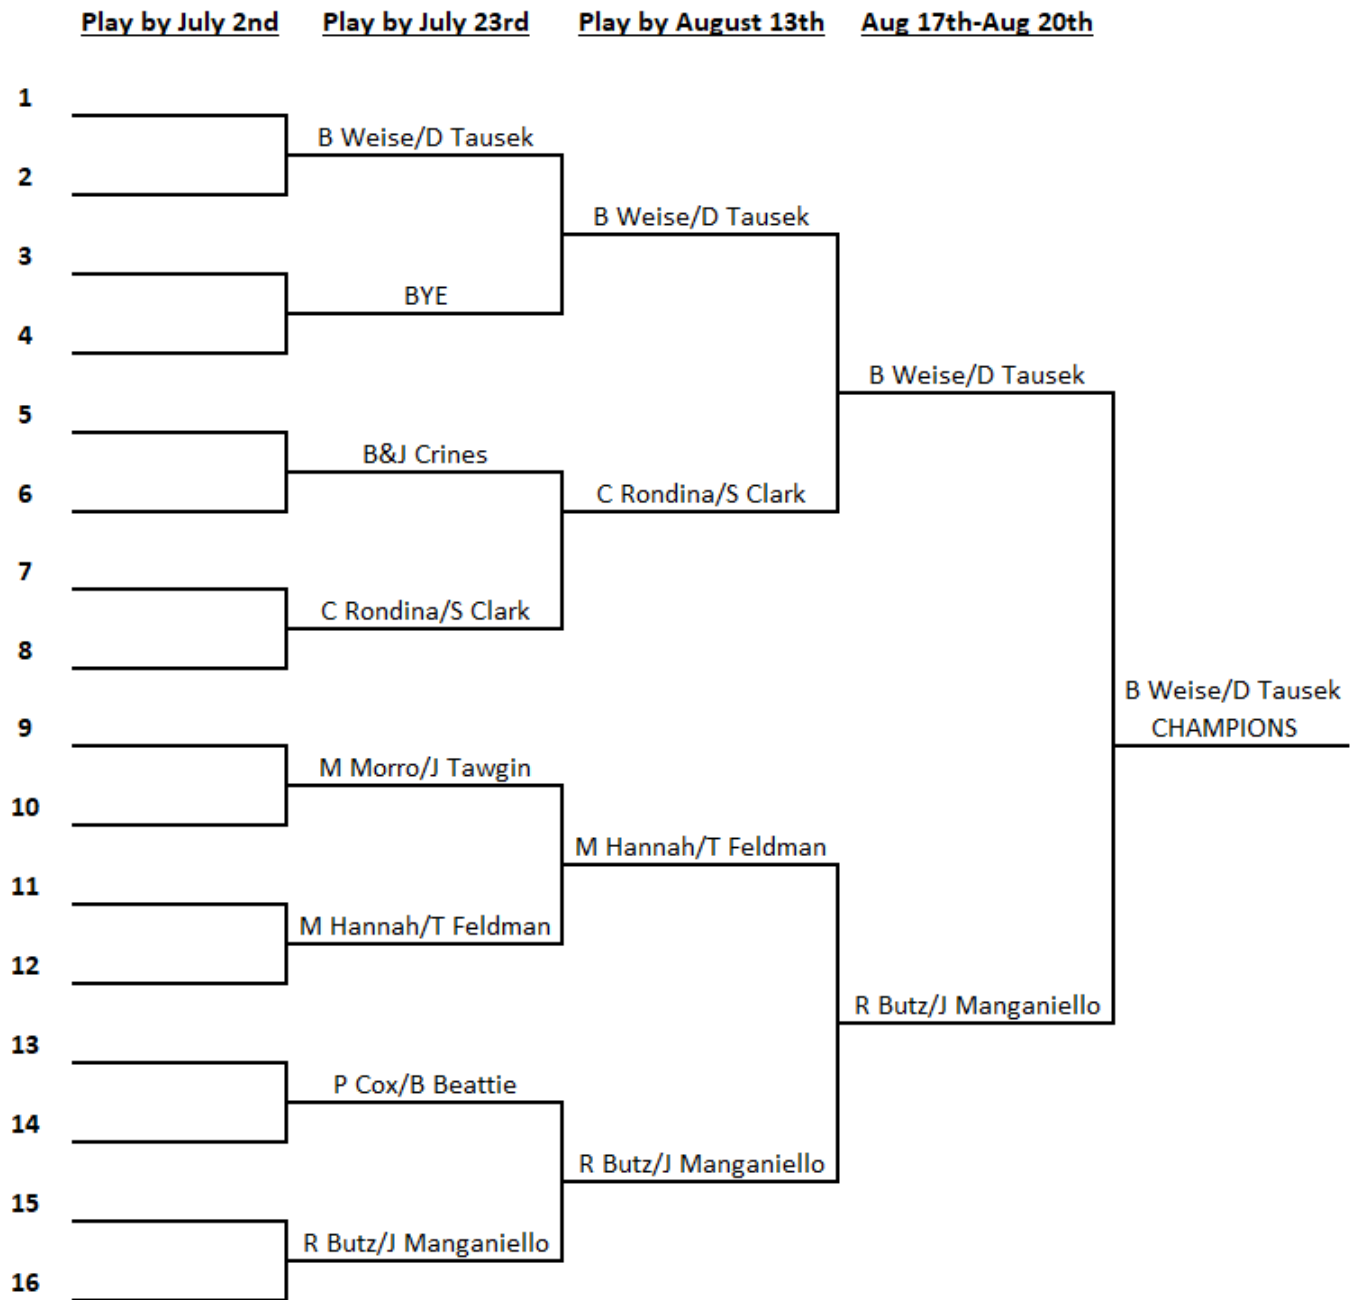 Play by July 2nd Play by July 23rd Play by August 13th Aug 17th-Aug 20th
1
B Weise/D Tausek
2
B Weise/D Tausek
3
BYE
4
B Weise/D Tausek
5
B&J Crines
6
C Rondina/S Clark
7
C Rondina/S Clark
8
B Weise/D Tausek
CHAMPIONS
9
M Morro/J Tawgin
10
M Hannah/T Feldman
11
M Hannah/T Feldman
12
R Butz/J Manganiello
13
P Cox/B Beattie
14
R Butz/J Manganiello
15
R Butz/J Manganiello
16